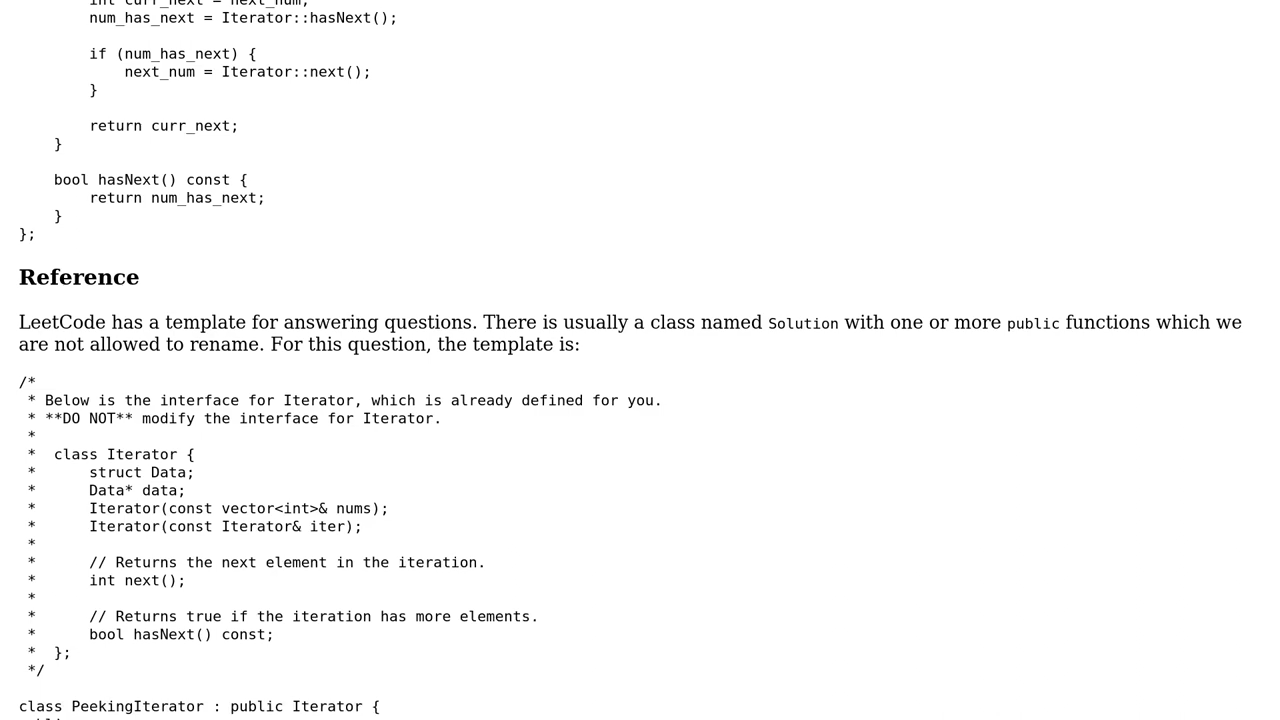 int curr_next = next_num;
num_has_next = Iterator::hasNext();
if (num_has_next) {
next_num = Iterator::next();
}
return curr_next;
}
bool hasNext() const {
return num_has_next;
}
};
Reference
LeetCode has a template for answering questions. There is usually a class named Solution with one or more public functions which we
are not allowed to rename. For this question, the template is:
/*
* Below is the interface for Iterator, which is already defined for you.
* **DO NOT** modify the interface for Iterator.
*
* class Iterator {
* struct Data;
* Data* data;
* Iterator(const vector<int>& nums);
* Iterator(const Iterator& iter);
*
* // Returns the next element in the iteration.
* int next();
*
* // Returns true if the iteration has more elements.
* bool hasNext() const;
* };
*/
class PeekingIterator : public Iterator {